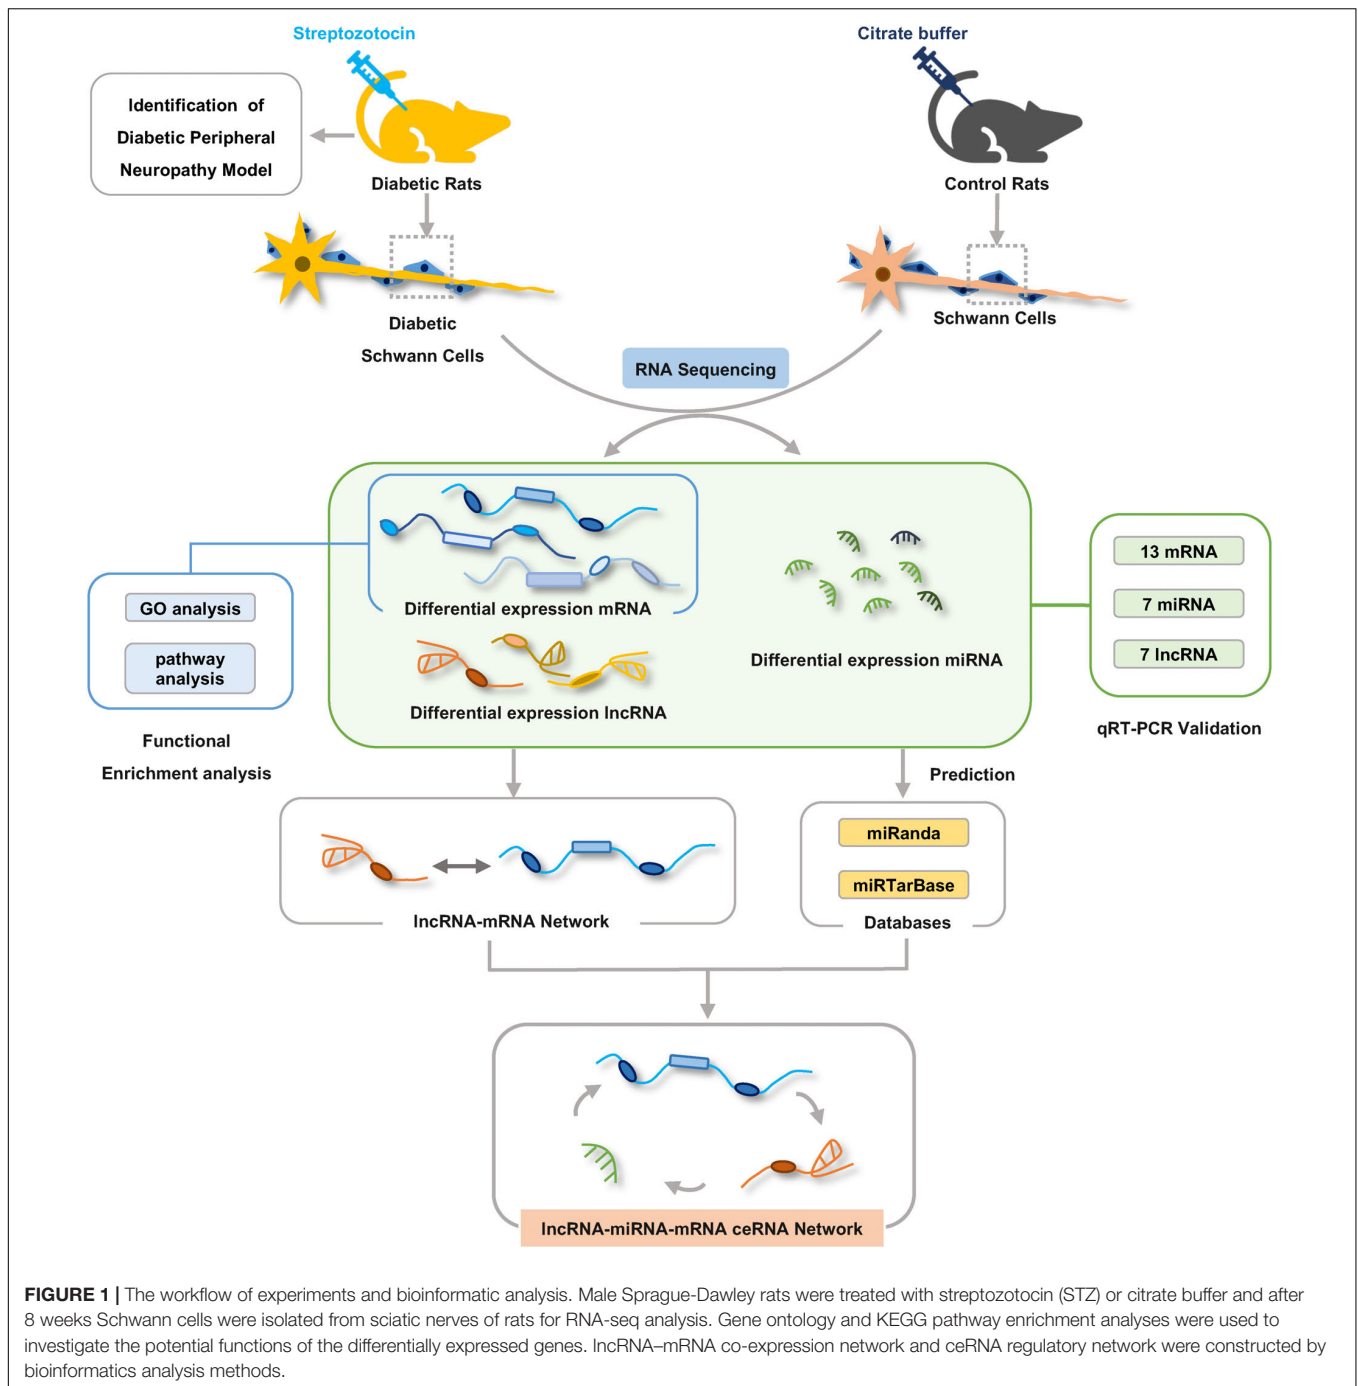 Streptozotocin
Citrate buffer
Identification of
Diabetic Peripheral
Neuropathy Model
Diabetic Rats
Control Rats
Diabetic
Schwann Cells
Schwann Cells
RNA Sequencing
Differential expression mRNA
Differential expression lncRNA
Differential expression miRNA
GO analysis
pathway
analysis
Functional
Enrichment analysis
13 mRNA
7 miRNA
7 lncRNA
qRT-PCR Validation
Prediction
miRanda
miRTarBase
Databases
lncRNA-mRNA Network
lncRNA-miRNA-mRNA ceRNA Network
FIGURE 1 | The workflow of experiments and bioinformatic analysis. Male Sprague-Dawley rats were treated with streptozotocin (STZ) or citrate buffer and after
8 weeks Schwann cells were isolated from sciatic nerves of rats for RNA-seq analysis. Gene ontology and KEGG pathway enrichment analyses were used to
investigate the potential functions of the differentially expressed genes. lncRNA–mRNA co-expression network and ceRNA regulatory network were constructed by
bioinformatics analysis methods.